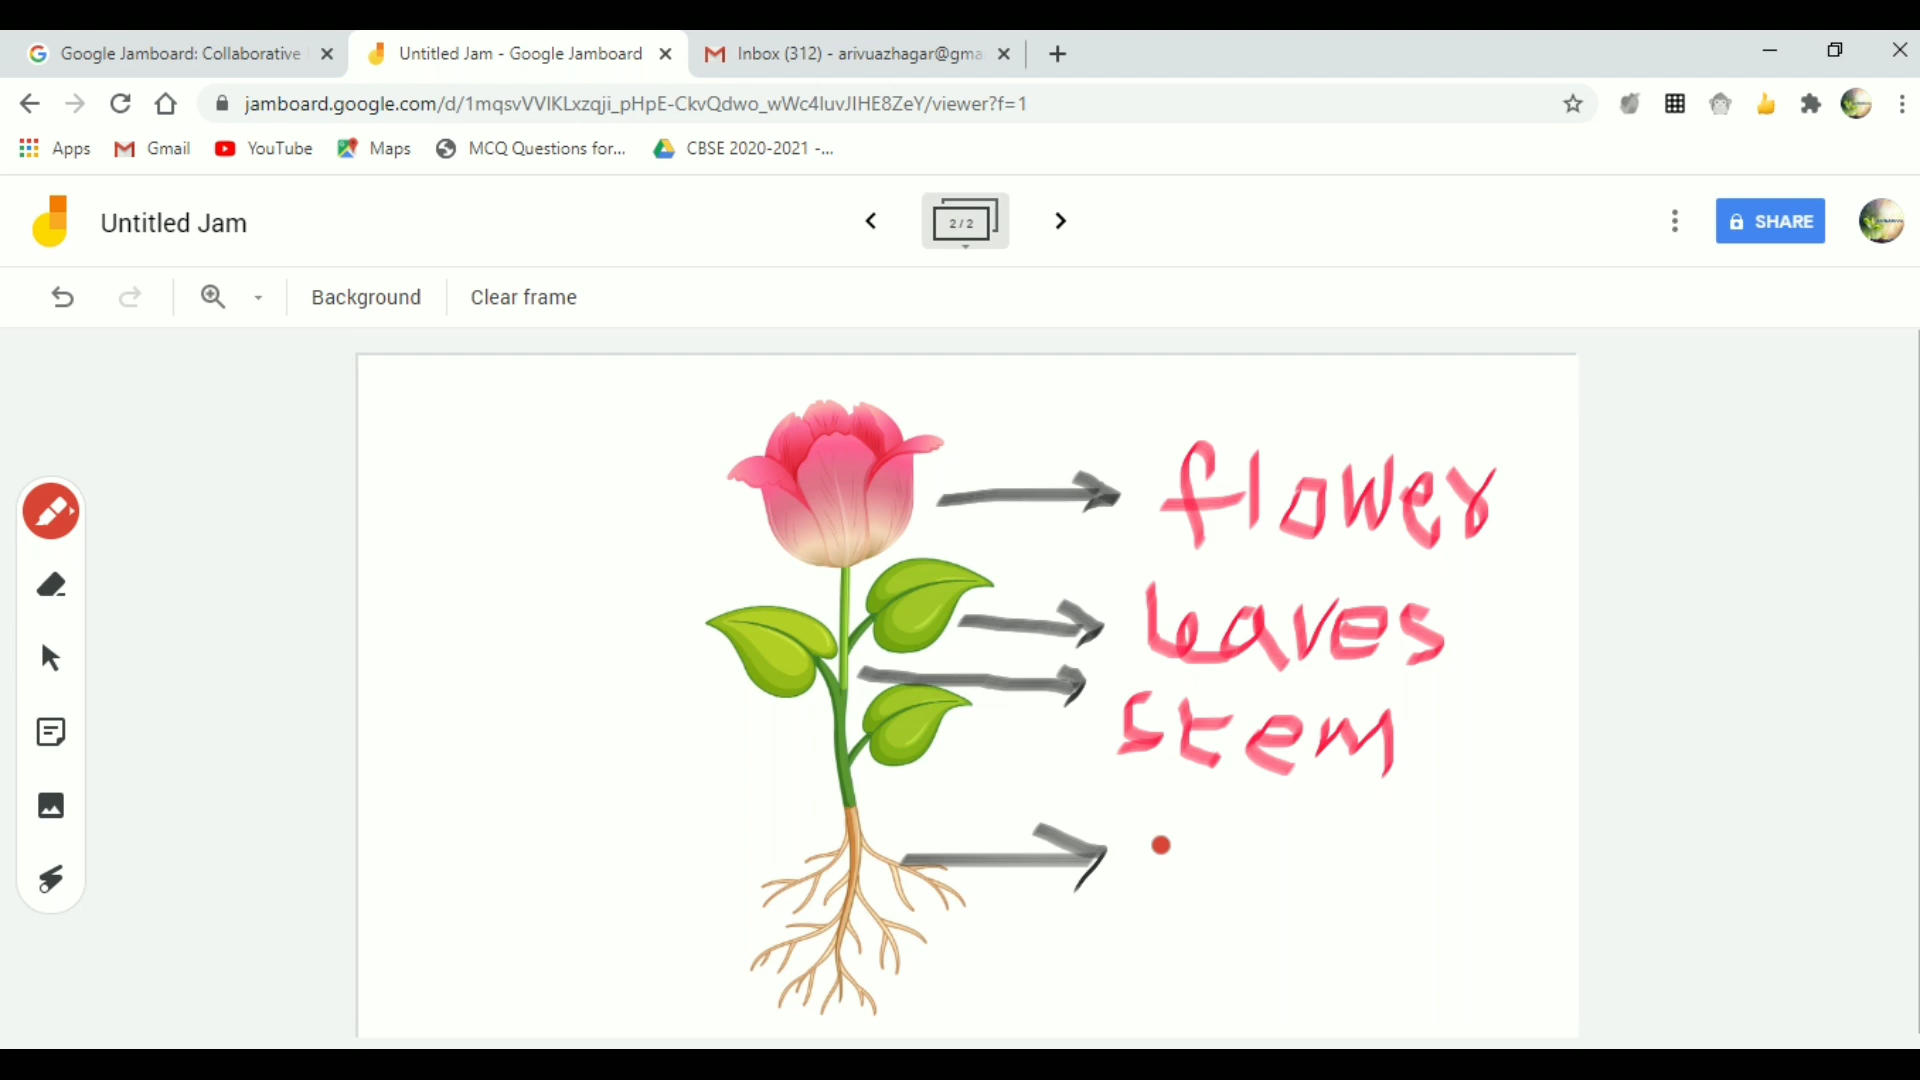 Google Jamboard: Collaborative
Untitled Jam - Google Jamboard
Inbox (312) - arivuazhagar@gma
jamboard.google.com/d/1mqsvVVIKLxzqji_pHpE-CkvQdwo_wWc4IuvJIHE8ZeY/viewer?f=1
Apps
Gmail
YouTube
Maps
MCQ Questions for...
CBSE 2020-2021 -...
Untitled Jam
2 / 2
SHARE
Background
Clear frame
flower
leaves
stem